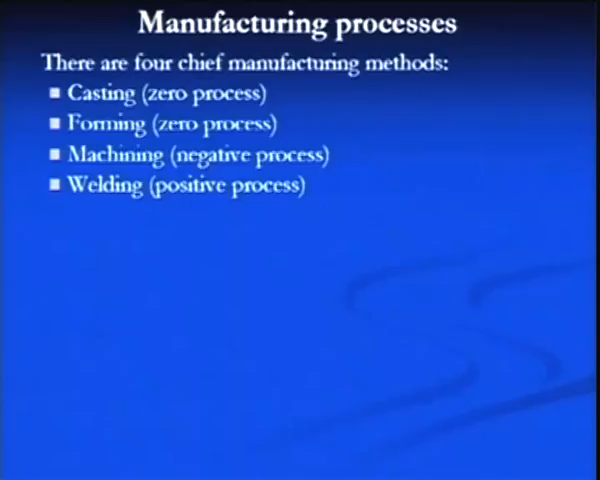 Manufacturing processes
There are four chief manufacturing methods:
Casting (zero process)
Forming (zero process)
Machining (negative process)
Welding (positive process)